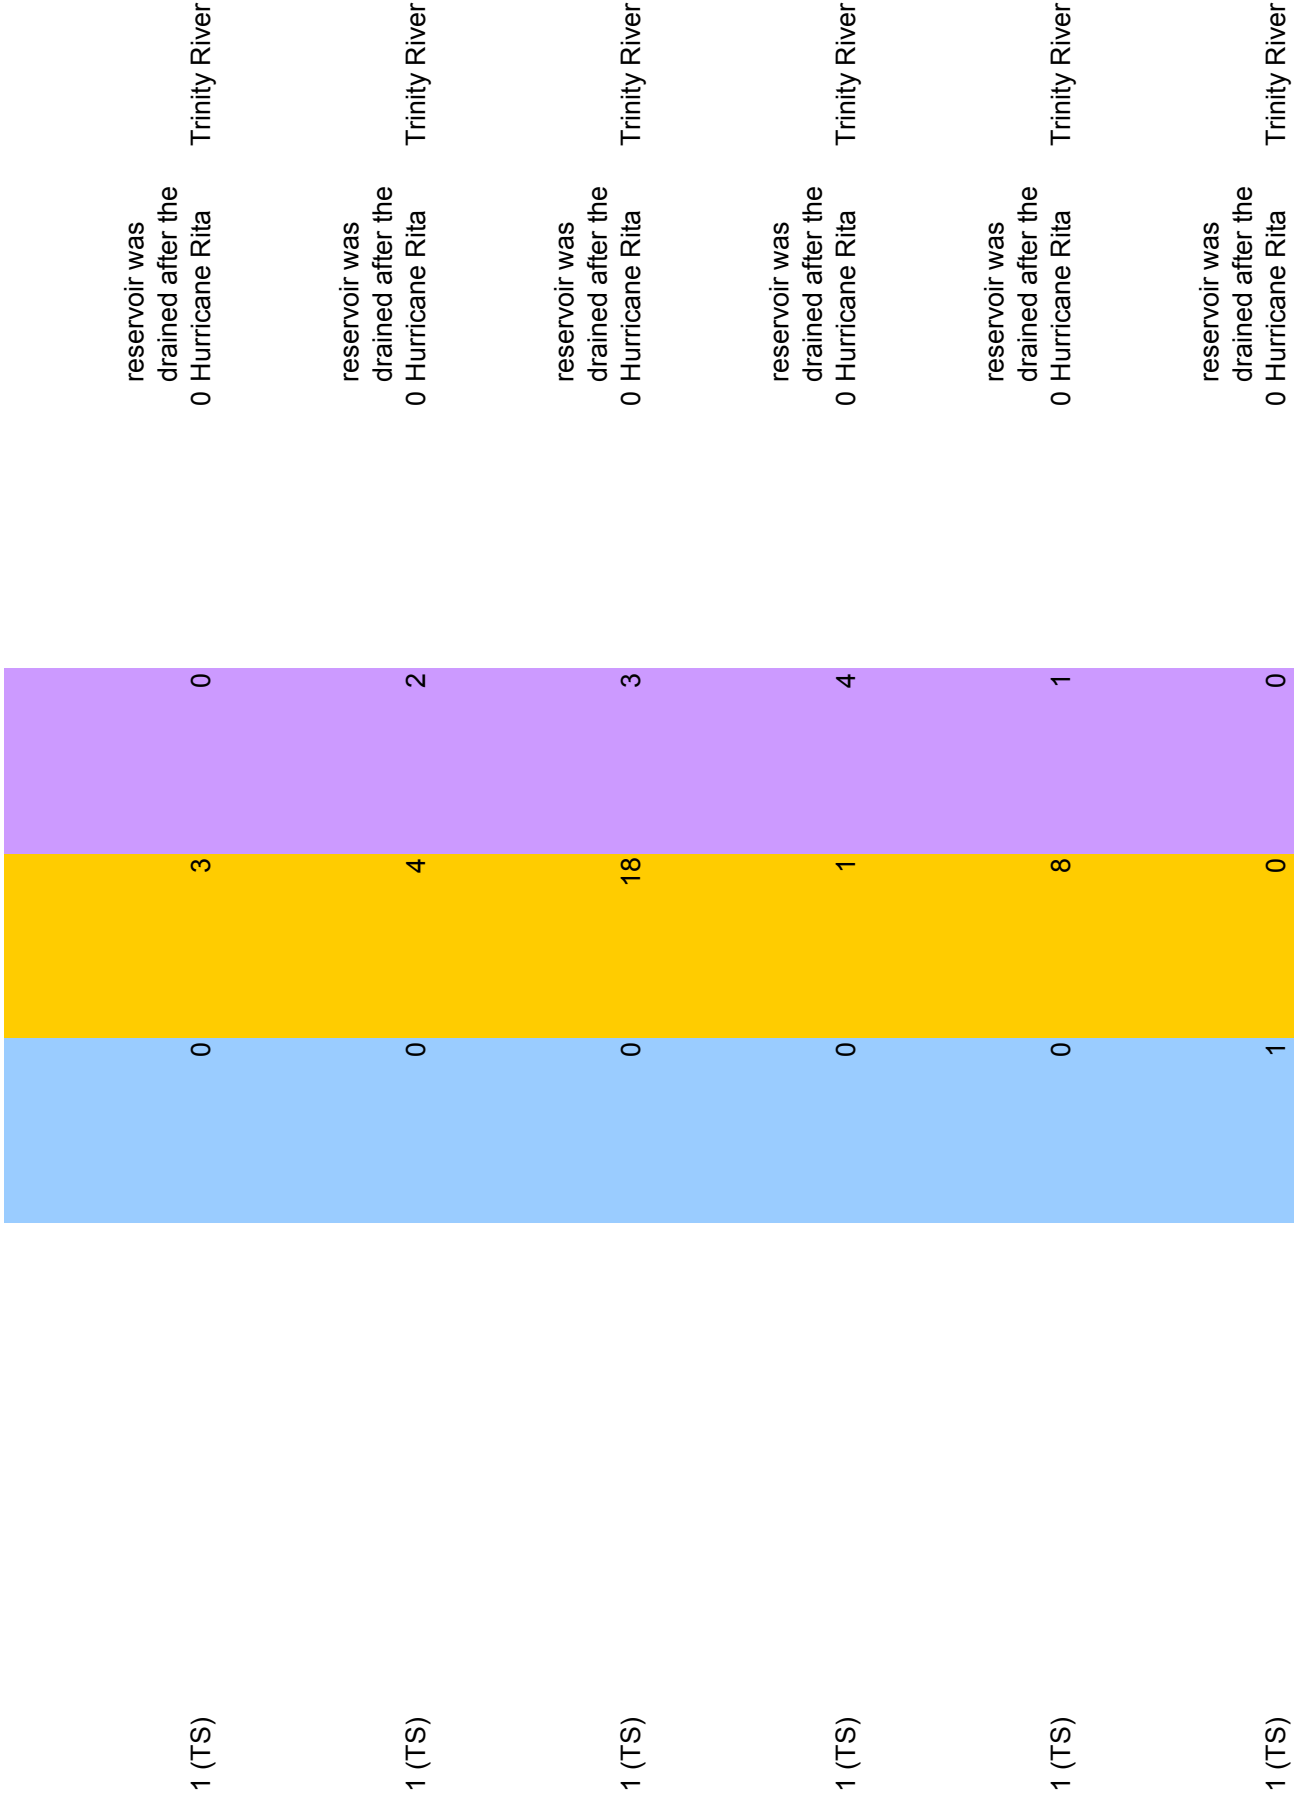 reservoir was
drained after the
1 (TS) 0 3 0 0 Hurricane Rita Trinity River
reservoir was
drained after the
1 (TS) 0 4 2 0 Hurricane Rita Trinity River
reservoir was
drained after the
1 (TS) 0 18 3 0 Hurricane Rita Trinity River
reservoir was
drained after the
1 (TS) 0 1 4 0 Hurricane Rita Trinity River
reservoir was
drained after the
1 (TS) 0 8 1 0 Hurricane Rita Trinity River
reservoir was
drained after the
1 (TS) 1 0 0 0 Hurricane Rita Trinity River